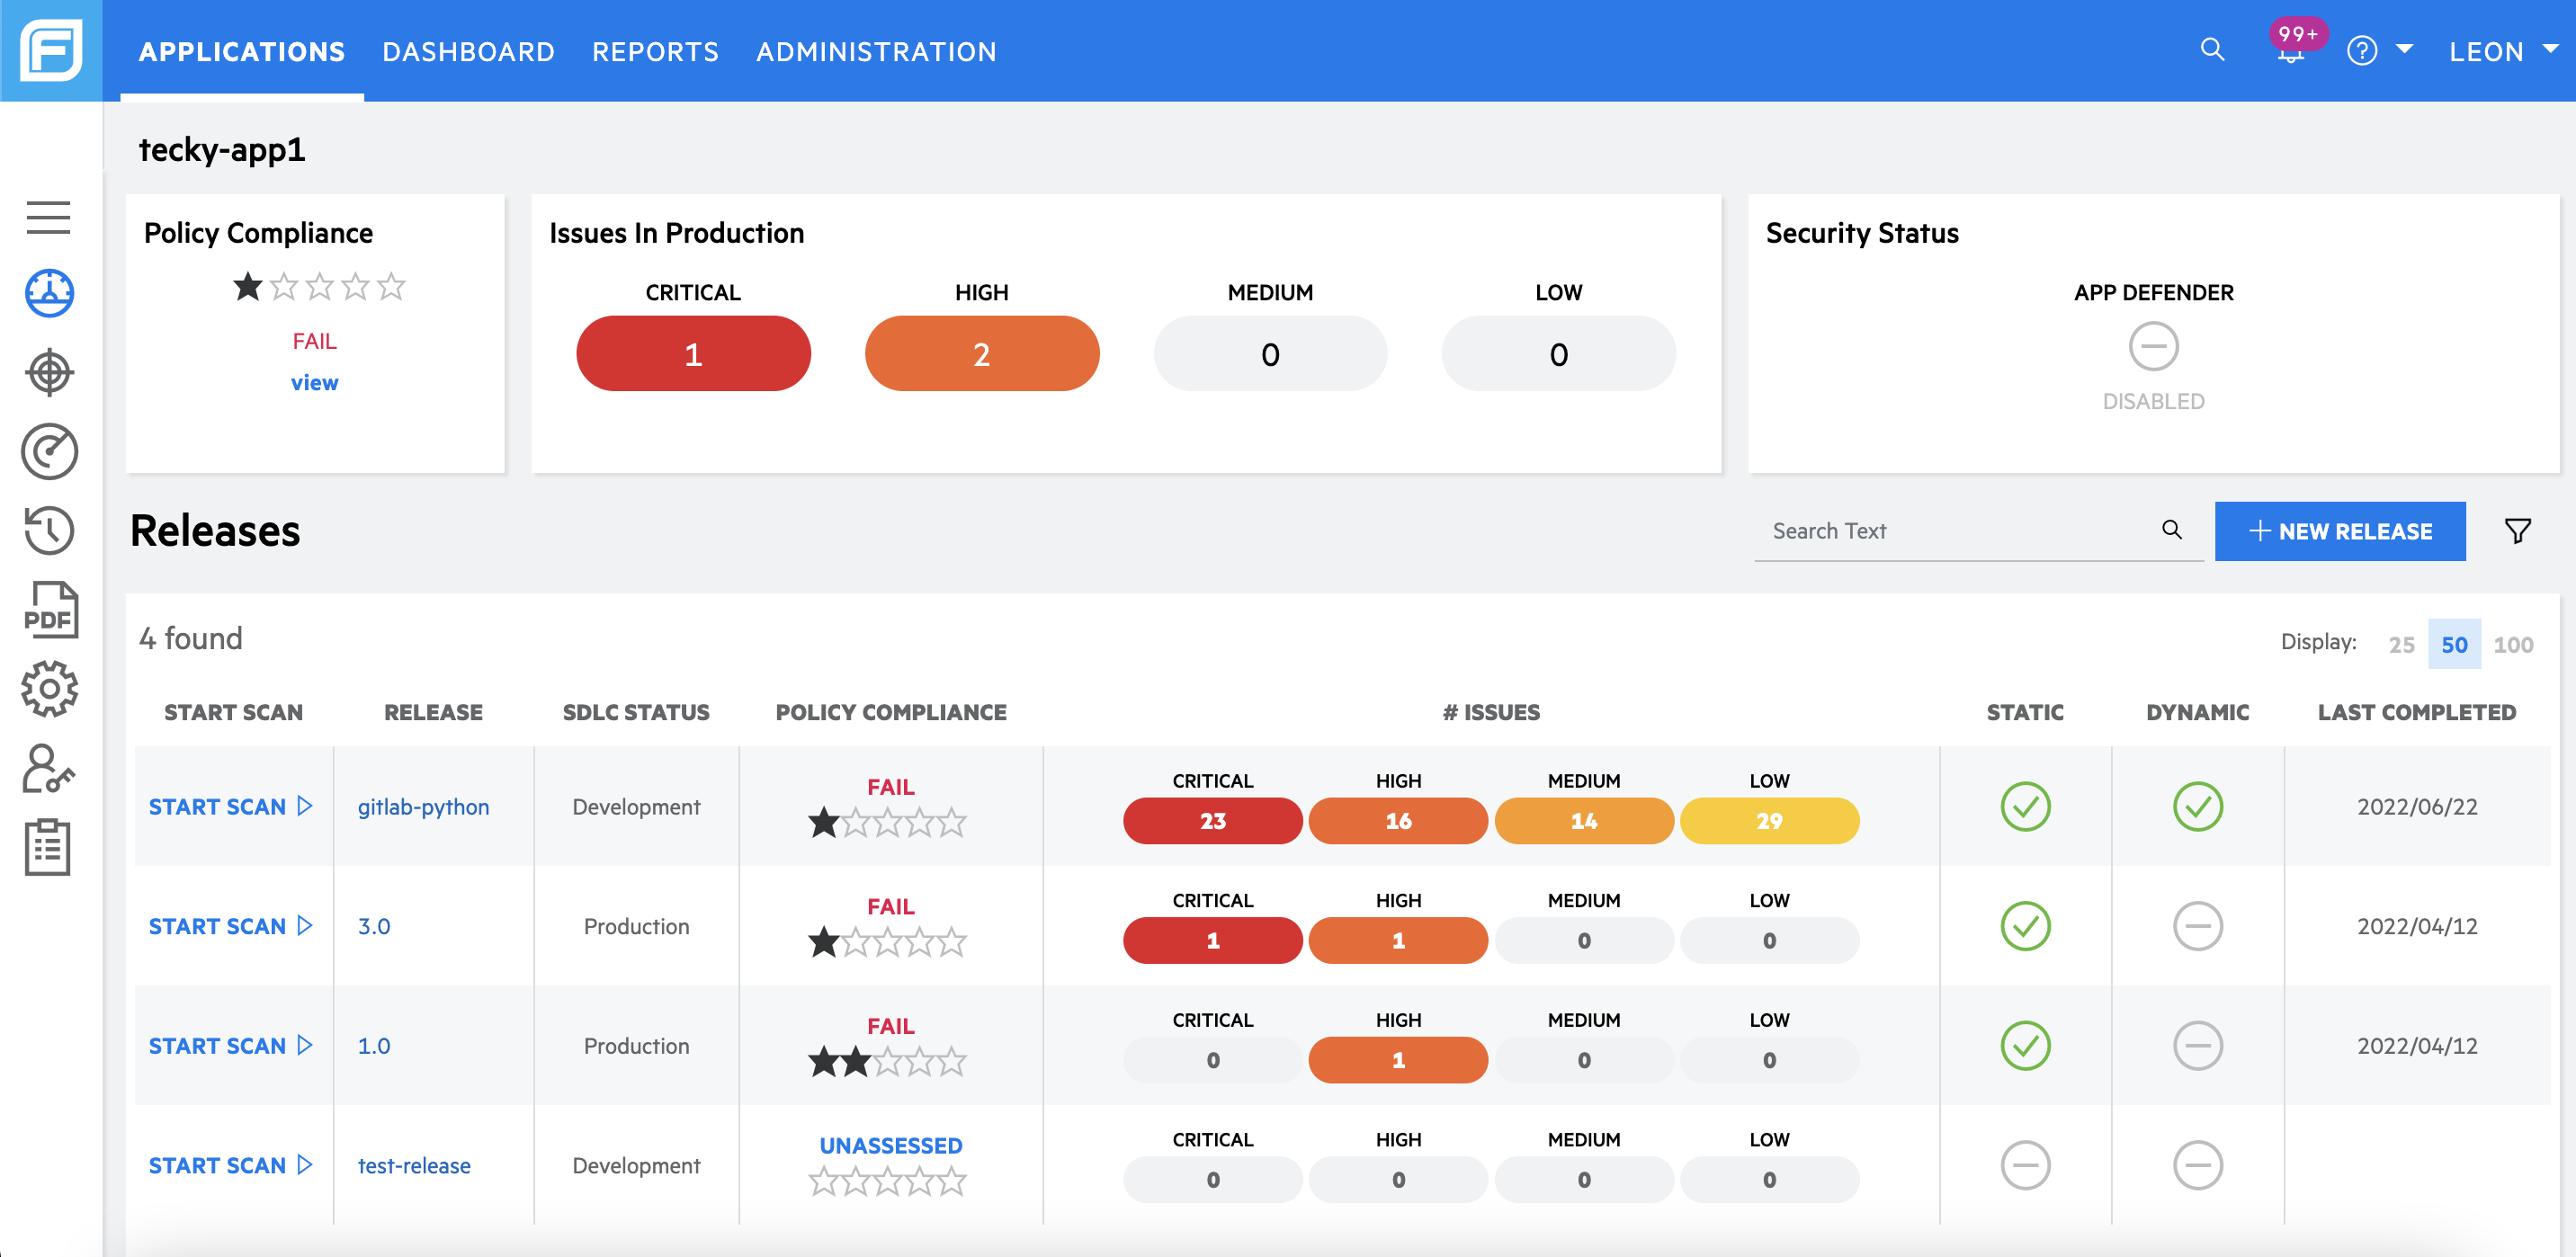 APPLICATIONS DASHBOARD REPORTS ADMINISTRATION 99+ LEON
tecky-app1
Policy Compliance
FAIL
view
Issues In Production
CRITICAL HIGH MEDIUM LOW
1 2 0 0
Security Status
APP DEFENDER
DISABLED
PDF
Releases
Search Text
NEW RELEASE
4 found
Display: 25 50 100
START SCAN RELEASE SDLC STATUS POLICY COMPLIANCE # ISSUES STATIC DYNAMIC LAST COMPLETED
START SCAN gitlab-python Development FAIL CRITICAL HIGH MEDIUM LOW 2022/06/22
23 16 14 29
START SCAN 3.0 Production FAIL CRITICAL HIGH MEDIUM LOW 2022/04/12
1 1 0 0
START SCAN 1.0 Production FAIL CRITICAL HIGH MEDIUM LOW 2022/04/12
0 1 0 0
START SCAN test-release Development UNASSESSED CRITICAL HIGH MEDIUM LOW
0 0 0 0